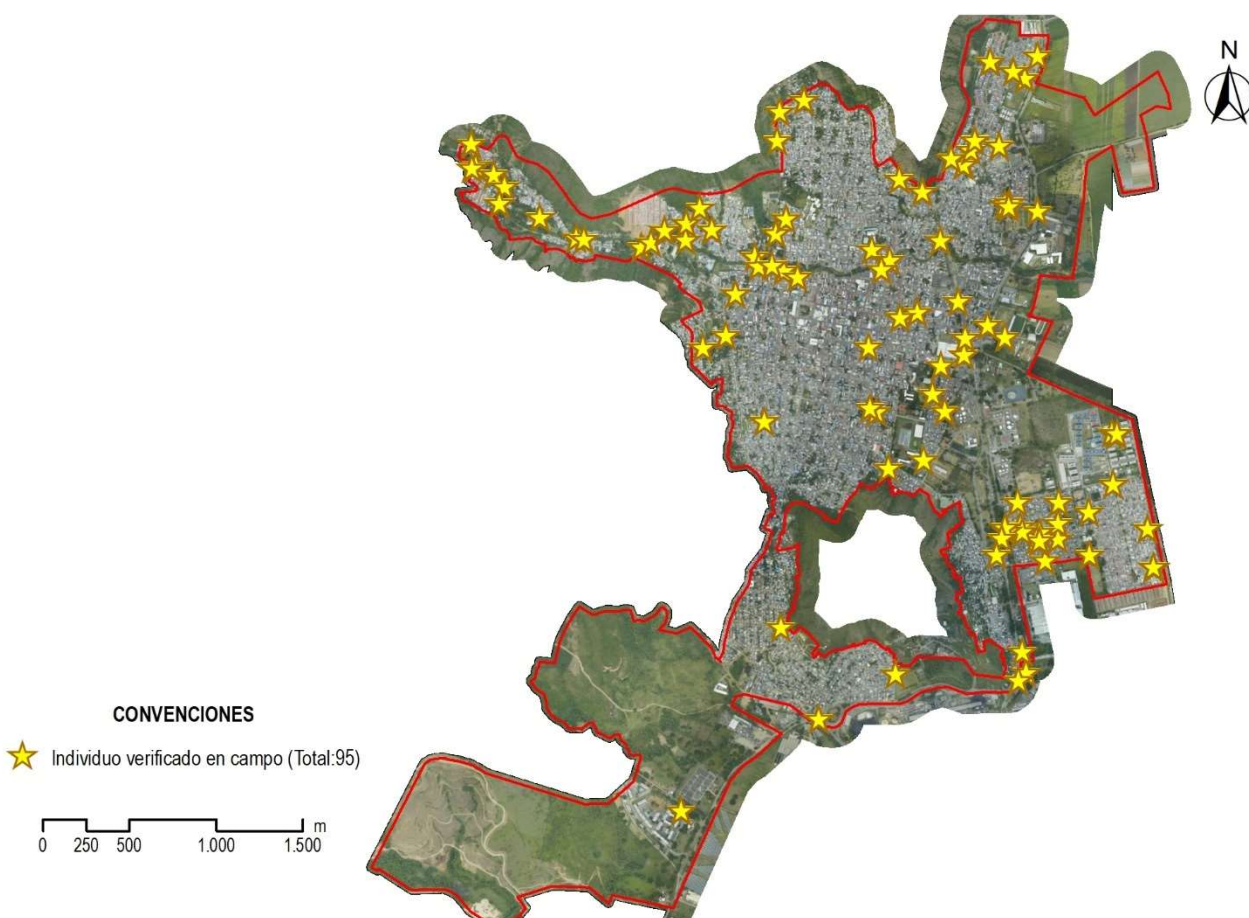 N
CONVENCIONES
Individuo verificado en campo (Total:95)
m
0 250 500 1.000 1.500